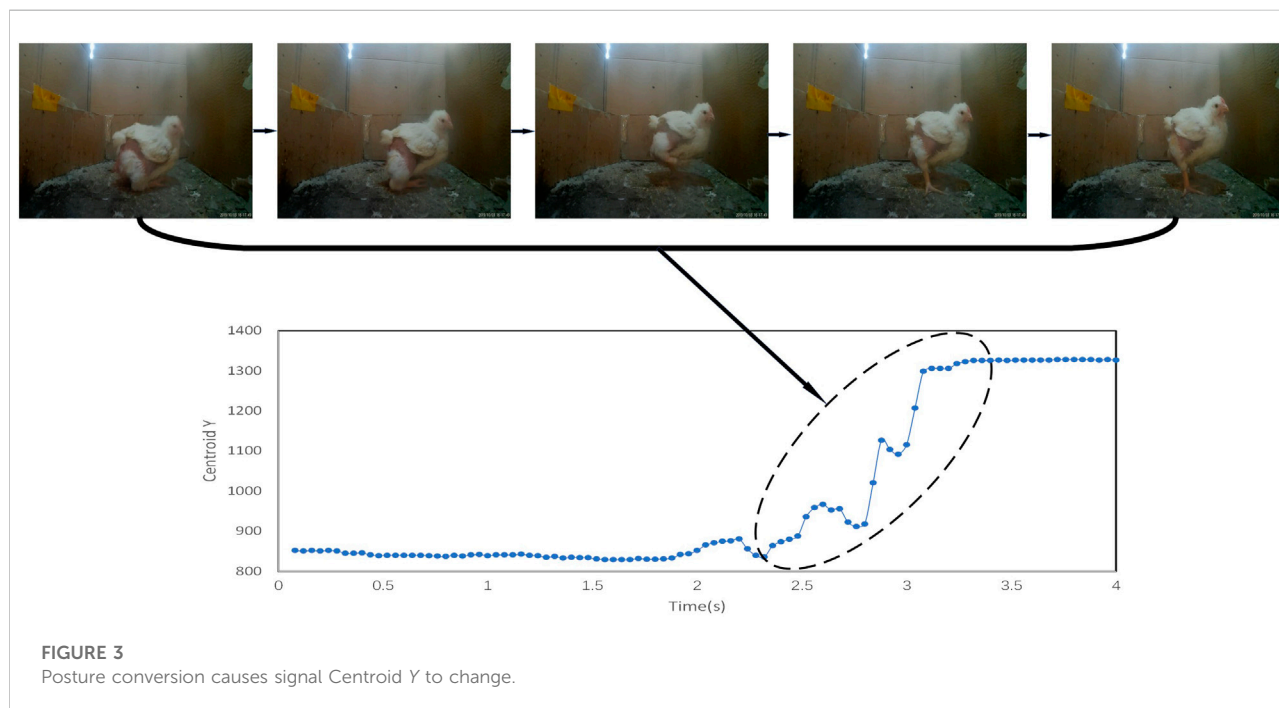 1400
1300
1200
1100
1000
900
800
Centroid Y
0 0.5 1 1.5 2 2.5 3 3.5 4
Time(s)
FIGURE 3
Posture conversion causes signal Centroid Y to change.